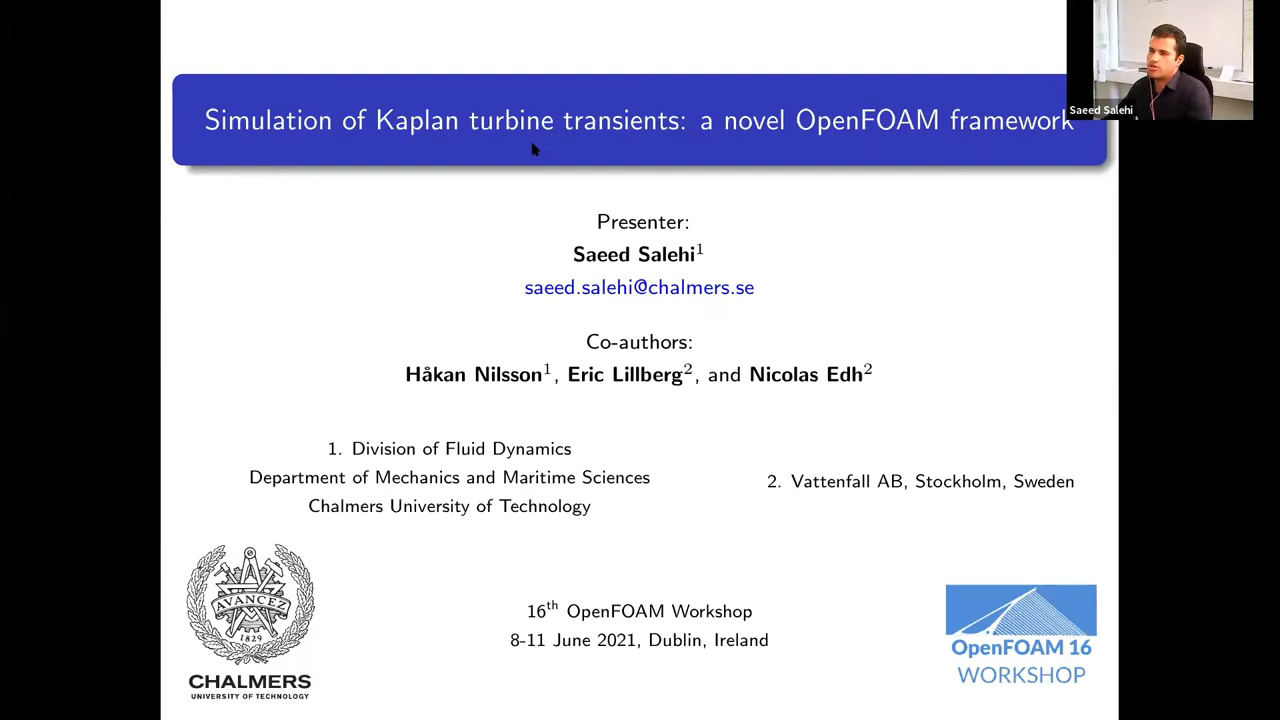 Simulation of Kaplan turbine transients: a novel OpenFOAM framework
Saeed Salehi
Presenter:
Saeed Salehi1
saeed.salehi@chalmers.se
Co-authors:
Håkan Nilsson1, Eric Lillberg2, and Nicolas Edh2
1. Division of Fluid Dynamics
Department of Mechanics and Maritime Sciences
Chalmers University of Technology
2. Vattenfall AB, Stockholm, Sweden
AVANCEZ
1829
CHALMERS
UNIVERSITY OF TECHNOLOGY
16th OpenFOAM Workshop
8-11 June 2021, Dublin, Ireland
OpenFOAM 16
WORKSHOP